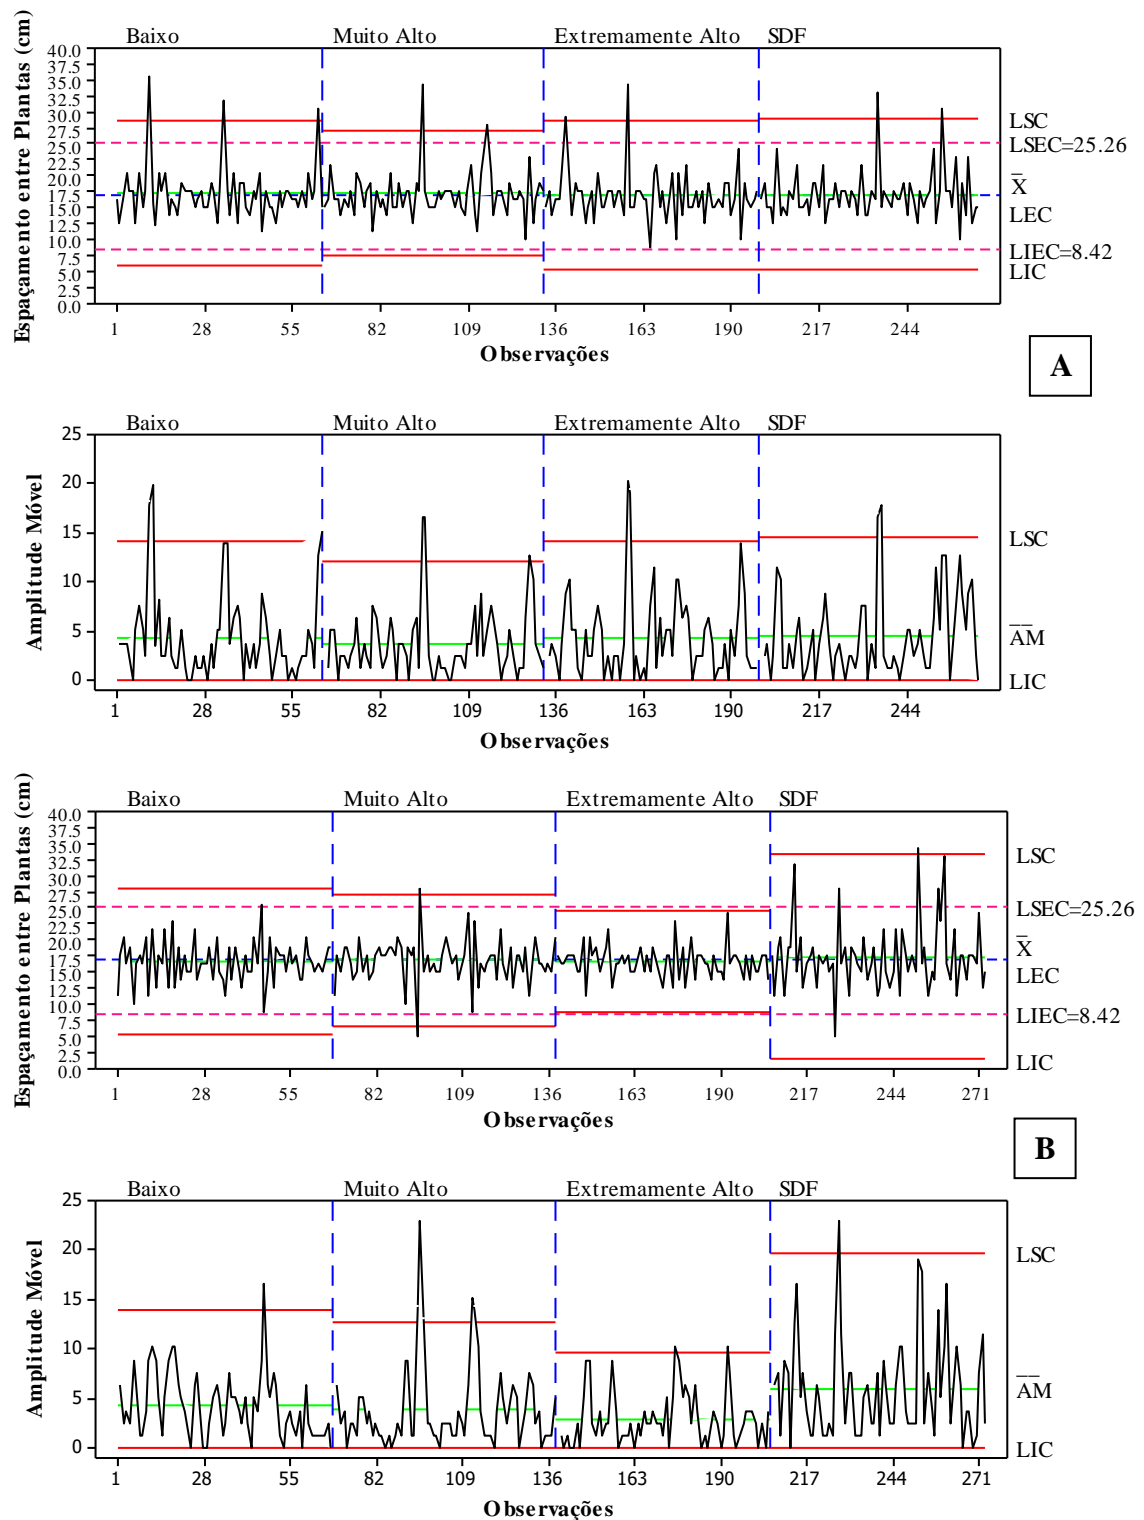 Baixo Muito Alto Extremamente Alto SDF
Espaçamento entre Plantas (cm)
40.0
37.5
35.0
32.5
30.0
27.5
25.0
22.5
20.0
17.5
15.0
12.5
10.0
7.5
5.0
2.5
0.0
LSC
LSEC=25.26
X
LEC
LIEC=8.42
LIC
1 28 55 82 109 136 163 190 217 244
Observações
A
Baixo Muito Alto Extremamente Alto SDF
Amplitude Móvel
25
20
15
10
5
0
LSC
AM
LIC
1 28 55 82 109 136 163 190 217 244
Observações
Baixo Muito Alto Extremamente Alto SDF
Espaçamento entre Plantas (cm)
40.0
37.5
35.0
32.5
30.0
27.5
25.0
22.5
20.0
17.5
15.0
12.5
10.0
7.5
5.0
2.5
0.0
LSC
LSEC=25.26
X
LEC
LIEC=8.42
LIC
1 28 55 82 109 136 163 190 217 244 271
Observações
B
Baixo Muito Alto Extremamente Alto SDF
Amplitude Móvel
25
20
15
10
5
0
LSC
AM
LIC
1 28 55 82 109 136 163 190 217 244 271
Observações